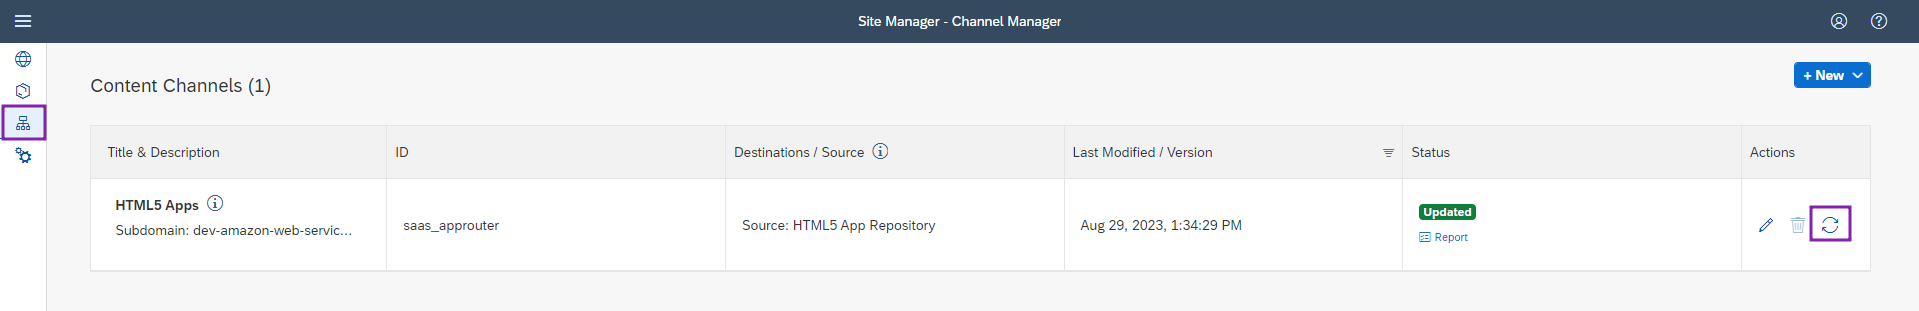 Site Manager - Channel Manager
Content Channels (1)
+ New
Title & Description ID Destinations / Source Last Modified / Version Status Actions
HTML5 Apps
Subdomain: dev-amazon-web-servic...
saas_approuter
Source: HTML5 App Repository
Aug 29, 2023, 1:34:29 PM
Updated
Report